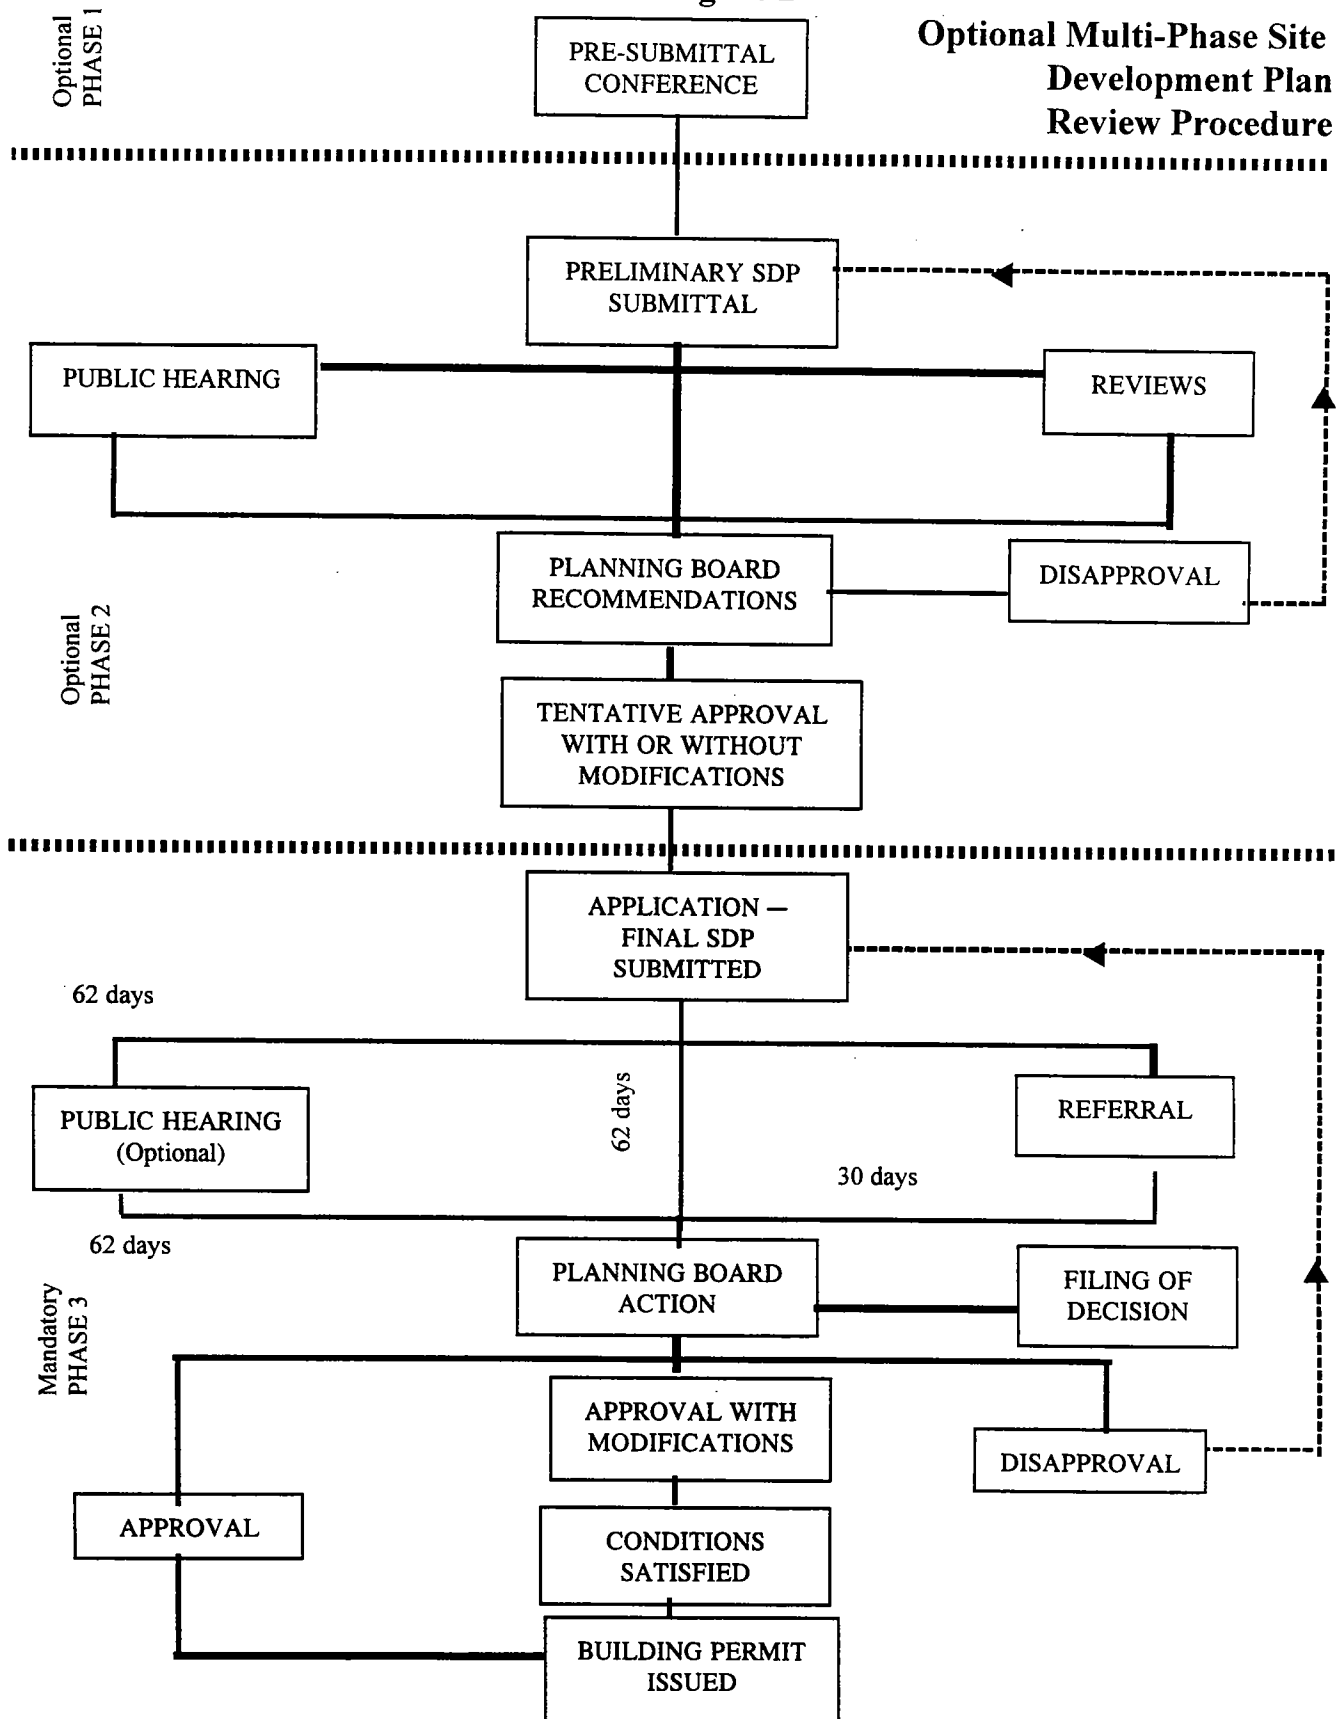 Optional
PHASE 1
PRE-SUBMITTAL
CONFERENCE
Optional Multi-Phase Site
Development Plan
Review Procedure
PRELIMINARY SDP
SUBMITTAL
PUBLIC HEARING
REVIEWS
PLANNING BOARD
RECOMMENDATIONS
DISAPPROVAL
Optional
PHASE 2
TENTATIVE APPROVAL
WITH OR WITHOUT
MODIFICATIONS
APPLICATION —
FINAL SDP
SUBMITTED
62 days
PUBLIC HEARING
(Optional)
62 days
REFERRAL
30 days
62 days
PLANNING BOARD
ACTION
FILING OF
DECISION
Mandatory
PHASE 3
APPROVAL WITH
MODIFICATIONS
DISAPPROVAL
APPROVAL
CONDITIONS
SATISFIED
BUILDING PERMIT
ISSUED